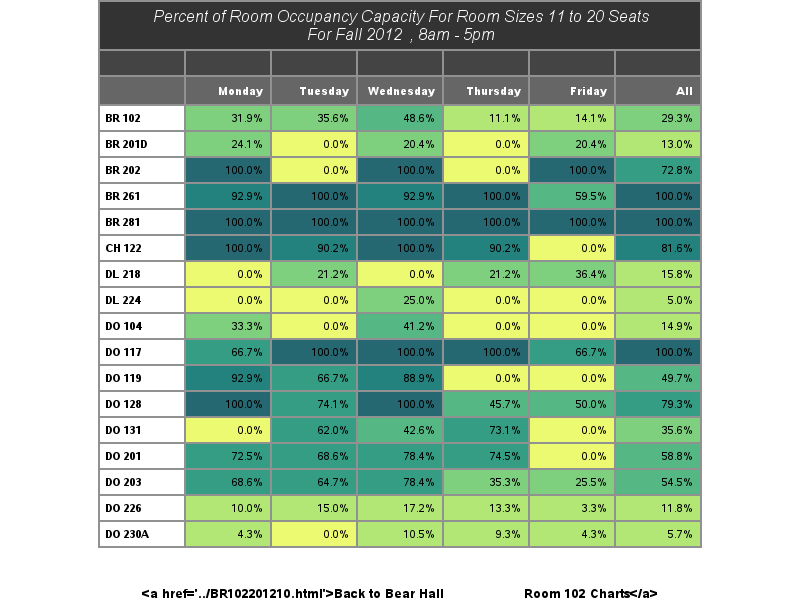 Percent of Room Occupancy Capacity For Room Sizes 11 to 20 Seats
For Fall 2012 , 8am - 5pm
Monday Tuesday Wednesday Thursday Friday All
BR 102 31.9% 35.6% 48.6% 11.1% 14.1% 29.3%
BR 201D 24.1% 0.0% 20.4% 0.0% 20.4% 13.0%
BR 202 100.0% 0.0% 100.0% 0.0% 100.0% 72.8%
BR 261 92.9% 100.0% 92.9% 100.0% 59.5% 100.0%
BR 281 100.0% 100.0% 100.0% 100.0% 100.0% 100.0%
CH 122 100.0% 90.2% 100.0% 90.2% 0.0% 81.6%
DL 218 0.0% 21.2% 0.0% 21.2% 36.4% 15.8%
DL 224 0.0% 0.0% 25.0% 0.0% 0.0% 5.0%
DO 104 33.3% 0.0% 41.2% 0.0% 0.0% 14.9%
DO 117 66.7% 100.0% 100.0% 100.0% 66.7% 100.0%
DO 119 92.9% 66.7% 88.9% 0.0% 0.0% 49.7%
DO 128 100.0% 74.1% 100.0% 45.7% 50.0% 79.3%
DO 131 0.0% 62.0% 42.6% 73.1% 0.0% 35.6%
DO 201 72.5% 68.6% 78.4% 74.5% 0.0% 58.8%
DO 203 68.6% 64.7% 78.4% 35.3% 25.5% 54.5%
DO 226 10.0% 15.0% 17.2% 13.3% 3.3% 11.8%
DO 230A 4.3% 0.0% 10.5% 9.3% 4.3% 5.7%
<a href='../BR102201210.html'>Back to Bear Hall Room 102 Charts</a>